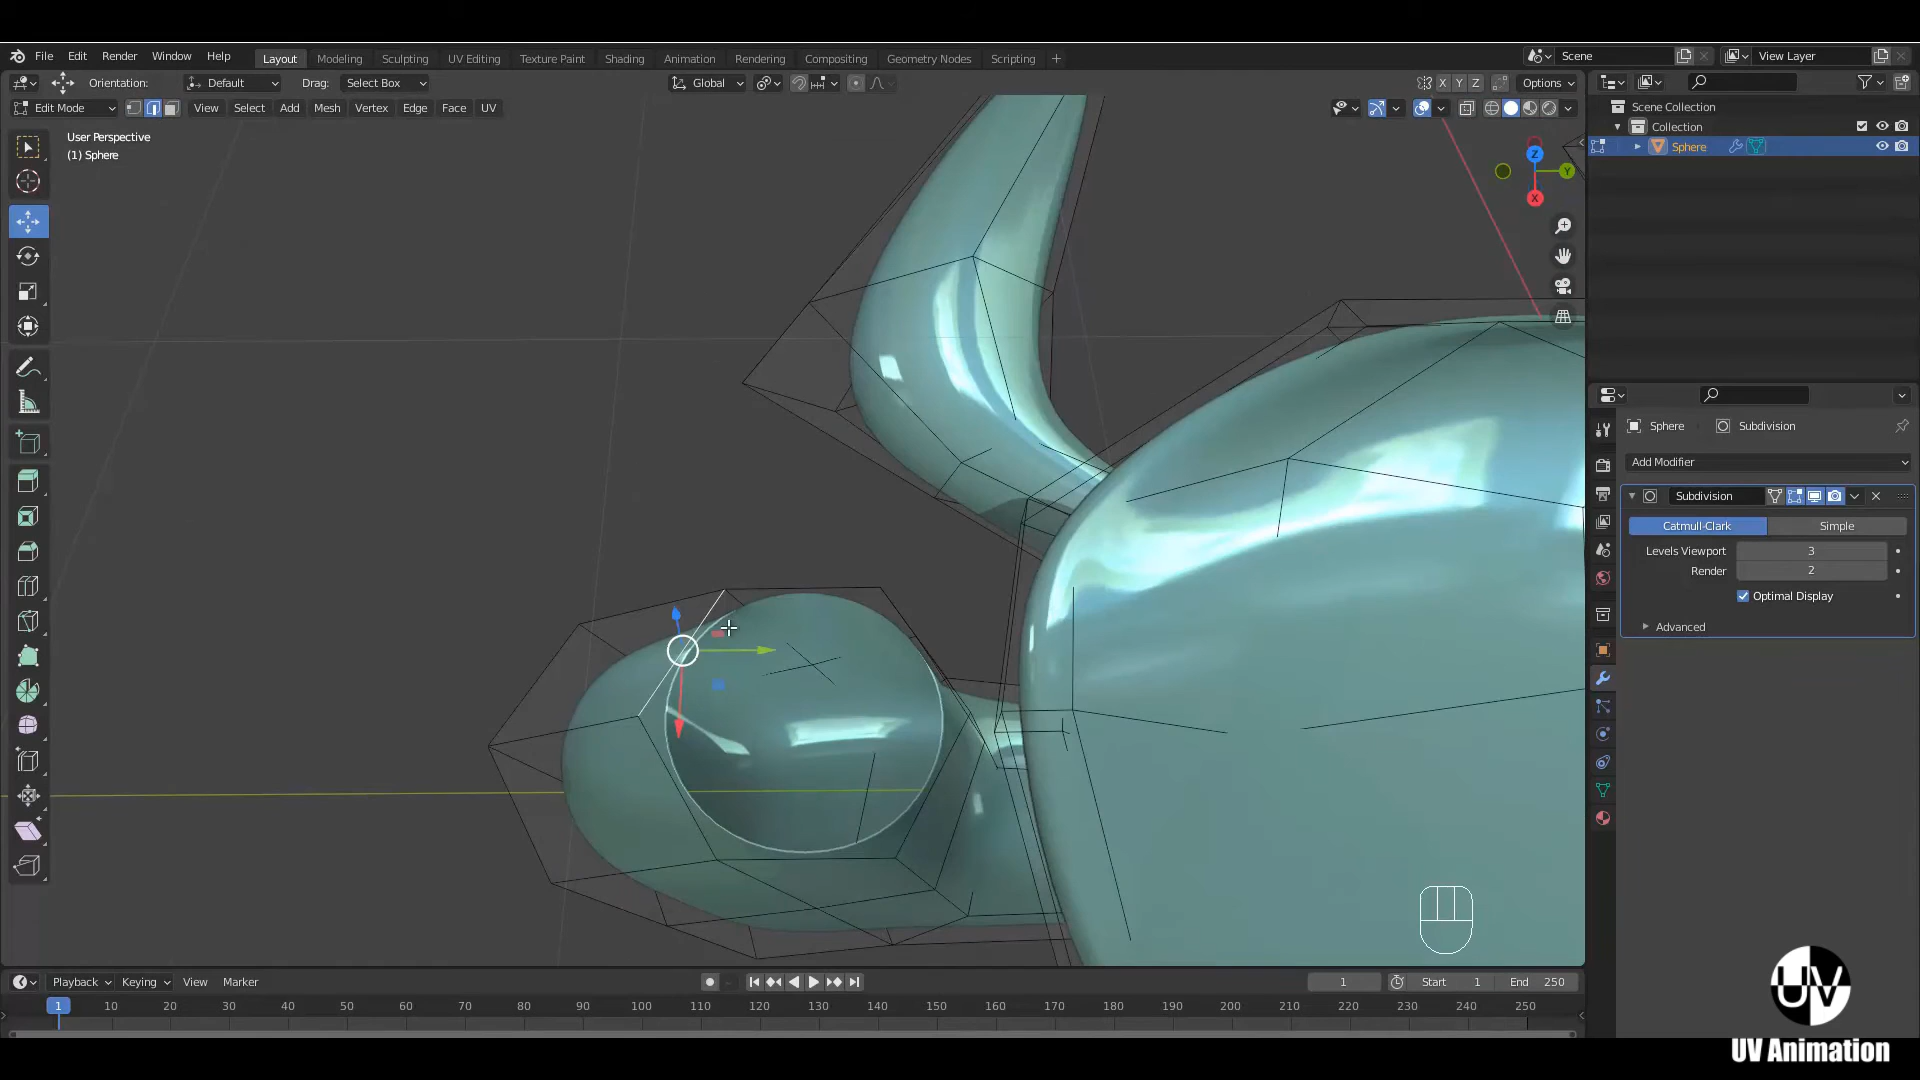 File Edit Render Window Help Layout Modeling Sculpting UV Editing Texture Paint Shading Animation Rendering Compositing Geometry Nodes Scripting + Scene View Layer
Orientation: Default Drag: Select Box Global X Y Z Options
Edit Mode View Select Add Mesh Vertex Edge Face UV
User Perspective
(1) Sphere
Scene Collection
Collection
Sphere
Z
Y
X
Sphere Subdivision
Add Modifier
Subdivision
Catmull-Clark Simple
Levels Viewport 3
Render 2
Optimal Display
Advanced
Playback Keying View Marker 1 Start 1 End 250
1 10 20 30 40 50 60 70 80 90 100 110 120 130 140 150 160 170 180 190 200 210 220 230 240 250
UV
UV Animation